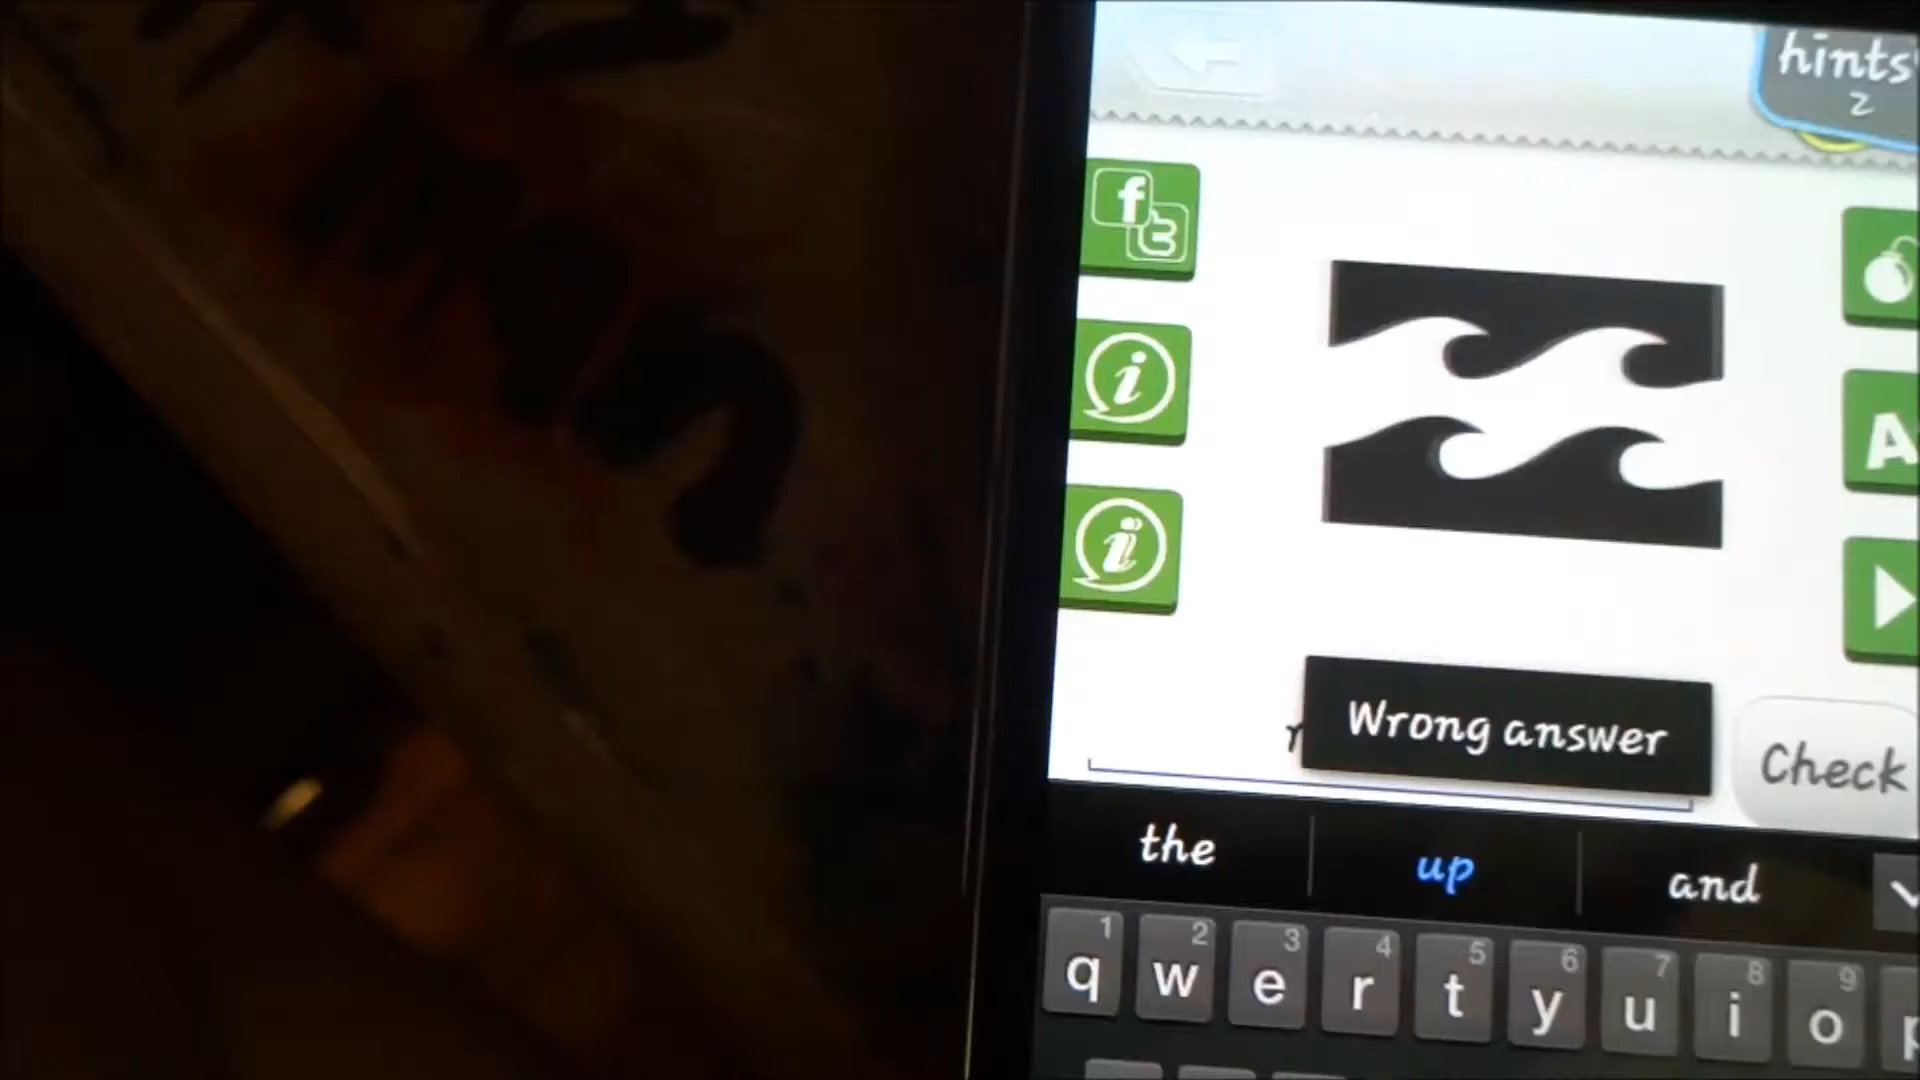 hints
2
f
t
i
i
A
Wrong answer
Check
the up and
1 2 3 4 5 6 7 8 9
q w e r t y u i o p